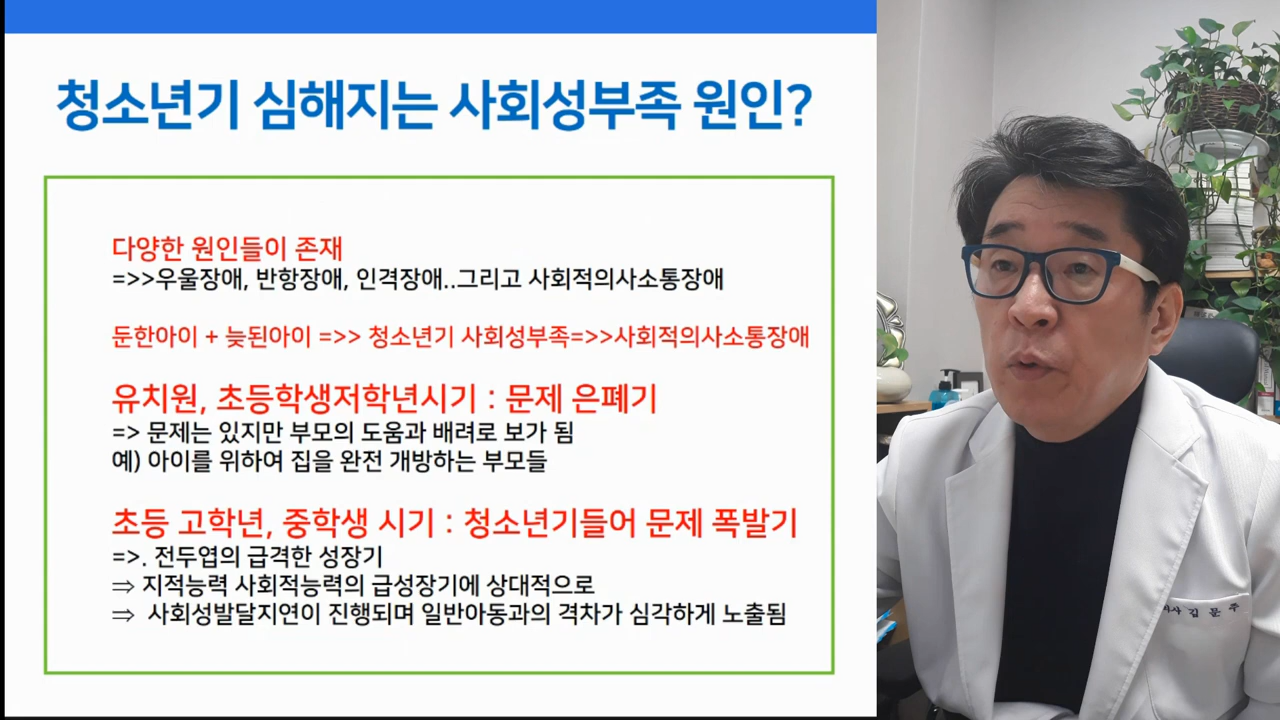 청소년기 심해지는 사회성부족 원인?
다양한 원인들이 존재
=>>우울장애, 반항장애, 인격장애..그리고 사회적의사소통장애
둔한아이 + 늦된아이 =>> 청소년기 사회성부족=>>사회적의사소통장애
유치원, 초등학생저학년시기 : 문제 은폐기
=> 문제는 있지만 부모의 도움과 배려로 보가 됨
예) 아이를 위하여 집을 완전 개방하는 부모들
초등 고학년, 중학생 시기 : 청소년기들어 문제 폭발기
=>. 전두엽의 급격한 성장기
⇒ 지적능력 사회적능력의 급성장기에 상대적으로
⇒ 사회성발달지연이 진행되며 일반아동과의 격차가 심각하게 노출됨
김 문 주